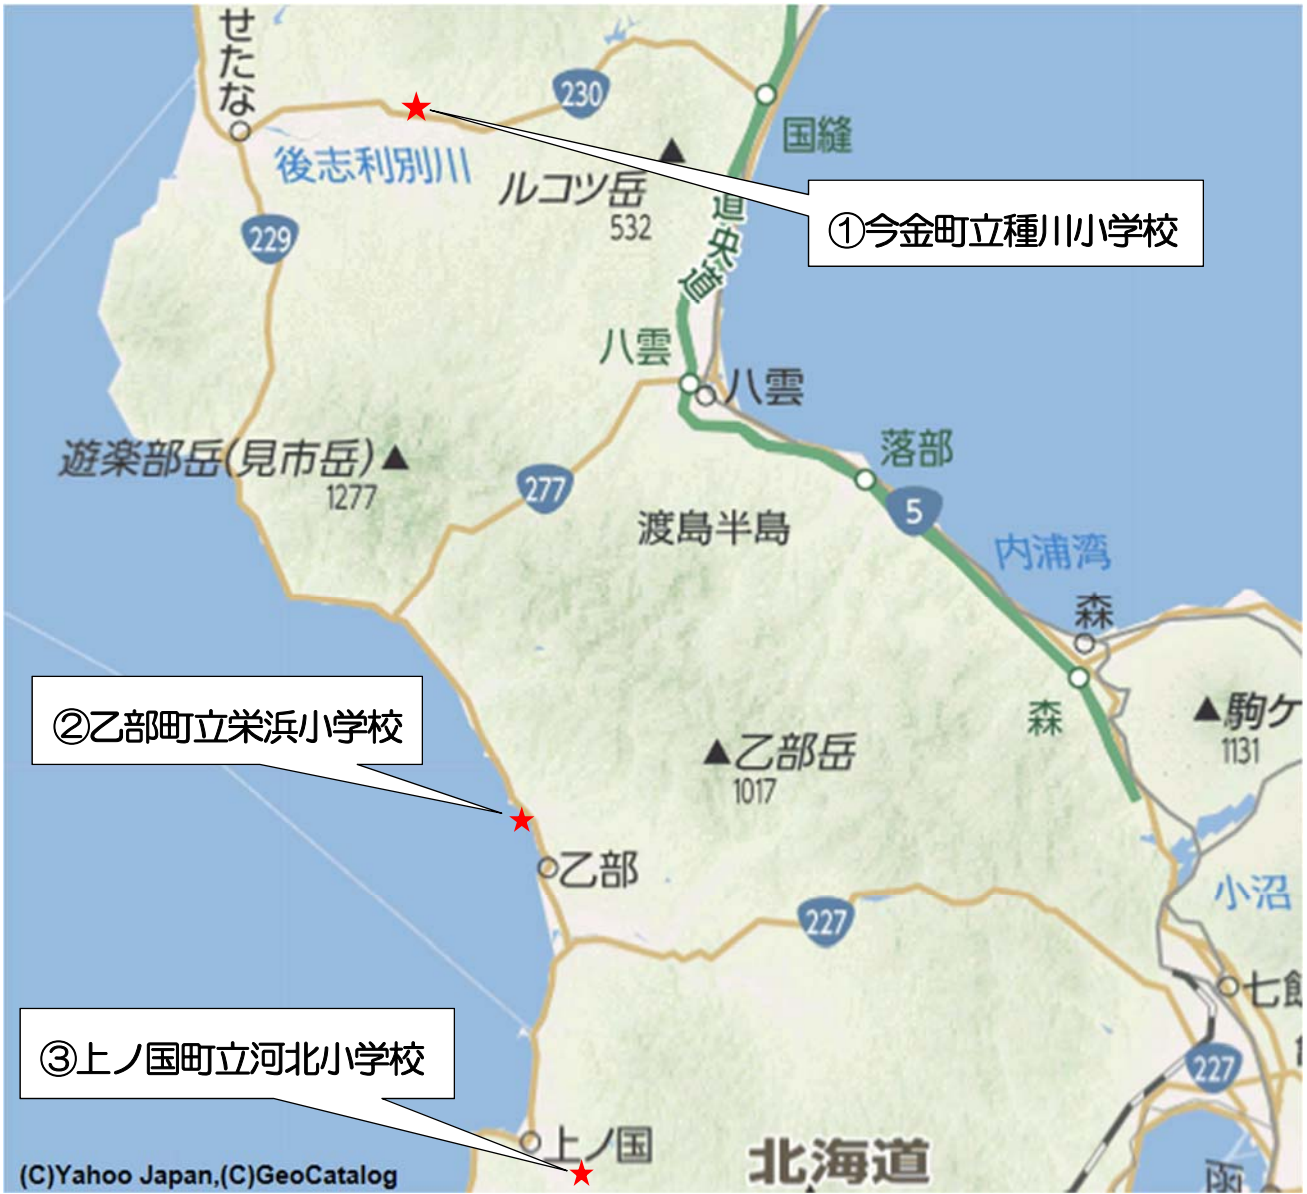 せたな
230
国縫
後志利別川
ルコツ岳
532
①今金町立種川小学校
道央道
229
八雲
八雲
遊楽部岳(見市岳)
1277
277
落部
5
渡島半島
内浦湾
森
森
駒ケ
1131
②乙部町立栄浜小学校
乙部岳
1017
乙部
227
小沼
七飯
③上ノ国町立河北小学校
227
上ノ国
北海道
函
(C)Yahoo Japan,(C)GeoCatalog